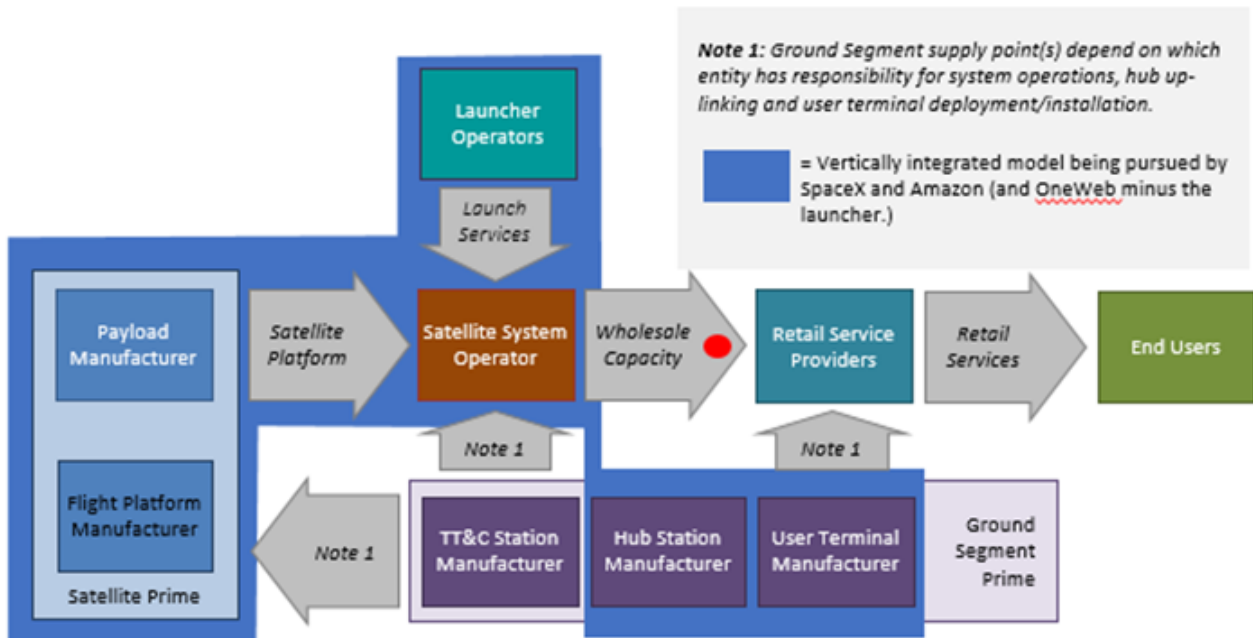 Note 1: Ground Segment supply point(s) depend on which
entity has responsibility for system operations, hub up-
linking and user terminal deployment/installation.
= Vertically integrated model being pursued by
SpaceX and Amazon (and OneWeb minus the
launcher.)
Launcher
Operators
Launch
Services
Payload
Manufacturer
Satellite
Platform
Satellite System
Operator
Wholesale
Capacity
Retail Service
Providers
Retail
Services
End Users
Note 1
Note 1
Flight Platform
Manufacturer
Satellite Prime
Note 1
TT&C Station
Manufacturer
Hub Station
Manufacturer
User Terminal
Manufacturer
Ground
Segment
Prime